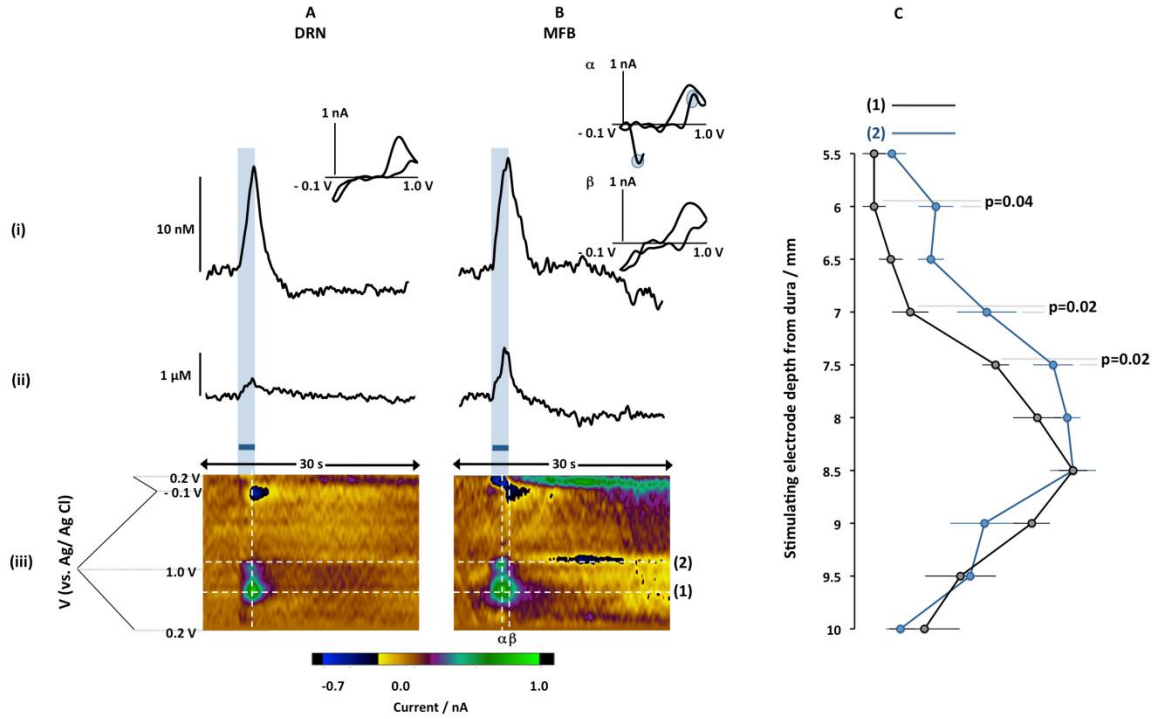 A
DRN
B
MFB
C
1 nA
- 0.1 V
1.0 V
α
1 nA
- 0.1 V
1.0 V
β
1 nA
- 0.1 V
1.0 V
(i)
10 nM
(ii)
1 µM
30 s
30 s
(iii)
V (vs. Ag/ Ag Cl)
0.2 V
- 0.1 V
1.0 V
0.2 V
(2)
(1)
α β
-0.7
0.0
1.0
Current / nA
(1)
(2)
Stimulating electrode depth from dura / mm
5.5
6
6.5
7
7.5
8
8.5
9
9.5
10
p=0.04
p=0.02
p=0.02